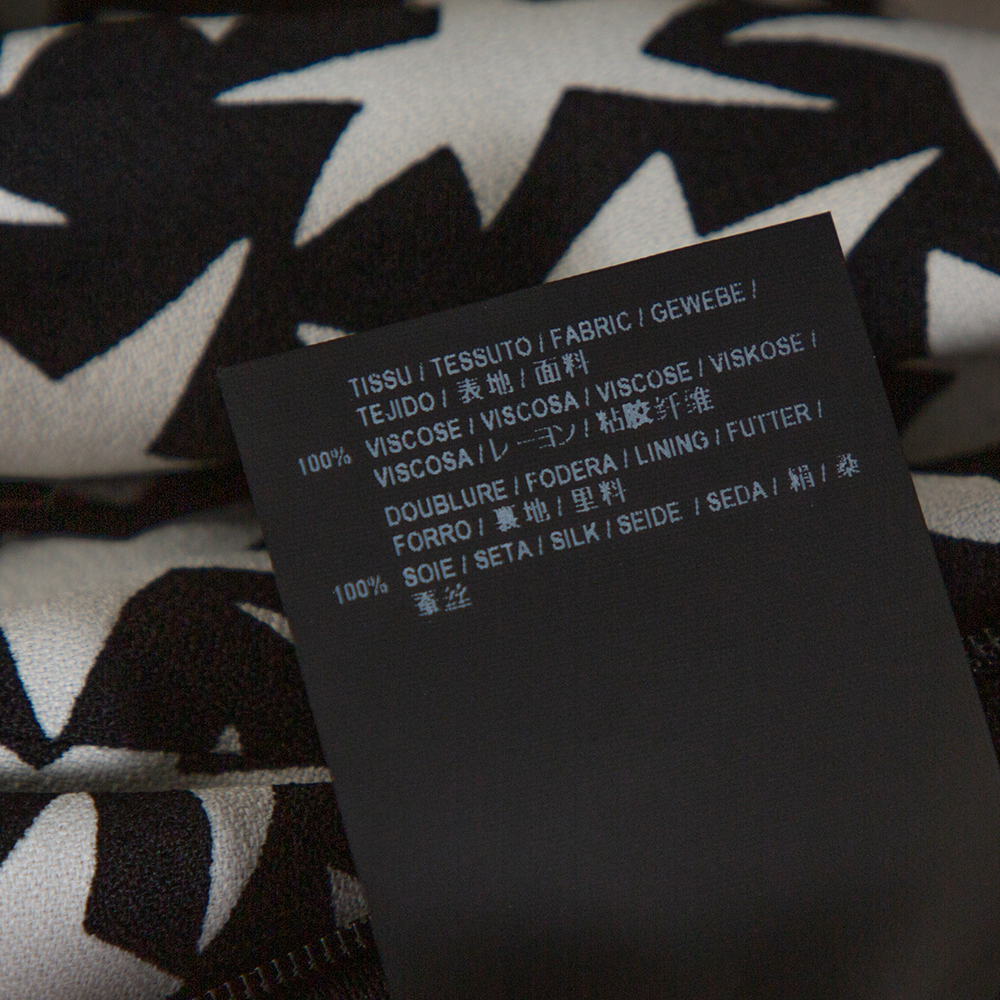 TISSU / TESSUTO / FABRIC / GEWEBE /
TEJIDO / 表地 / 面料
100% VISCOSE / VISCOSA / VISCOSE / VISKOSE /
VISCOSA / レーヨン / 粘胶纤维
DOUBLURE / FODERA / LINING / FUTTER /
FORRO / 裏地 / 里料
100% SOIE / SETA / SILK / SEIDE / SEDA / 絹 / 桑
蚕丝